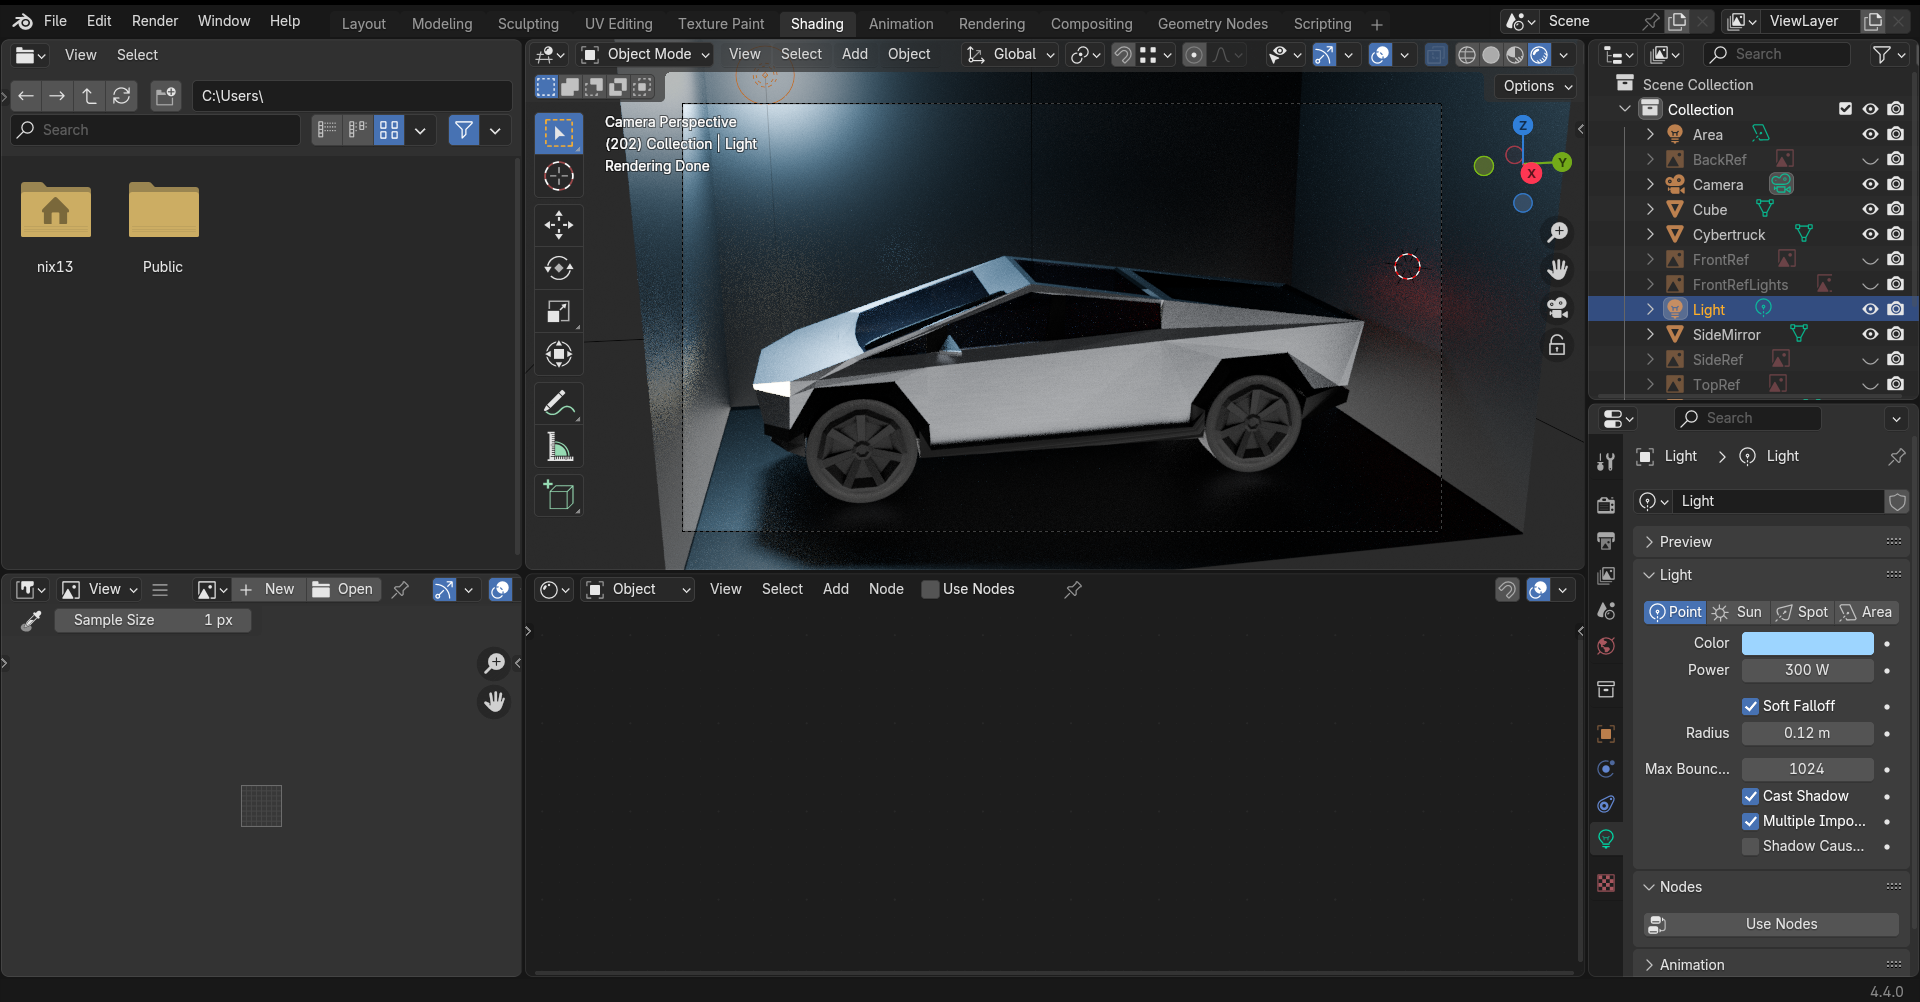 File Edit Render Window Help
Layout Modeling Sculpting UV Editing Texture Paint Shading Animation Rendering Compositing Geometry Nodes Scripting
Scene
ViewLayer
View Select
C:\Users\
Search
nix13
Public
Object Mode View Select Add Object Global
Options
Camera Perspective
(202) Collection | Light
Rendering Done
Z
Y
X
Search
Scene Collection
Collection
Area
BackRef
Camera
Cube
Cybertruck
FrontRef
FrontRefLights
Light
SideMirror
SideRef
TopRef
Search
Light Light
Light
Preview
Light
Point Sun Spot Area
Color
Power 300 W
Soft Falloff
Radius 0.12 m
Max Bounc... 1024
Cast Shadow
Multiple Impo...
Shadow Caus...
Nodes
Use Nodes
Animation
View New Open
Sample Size 1 px
Object View Select Add Node Use Nodes
4.4.0